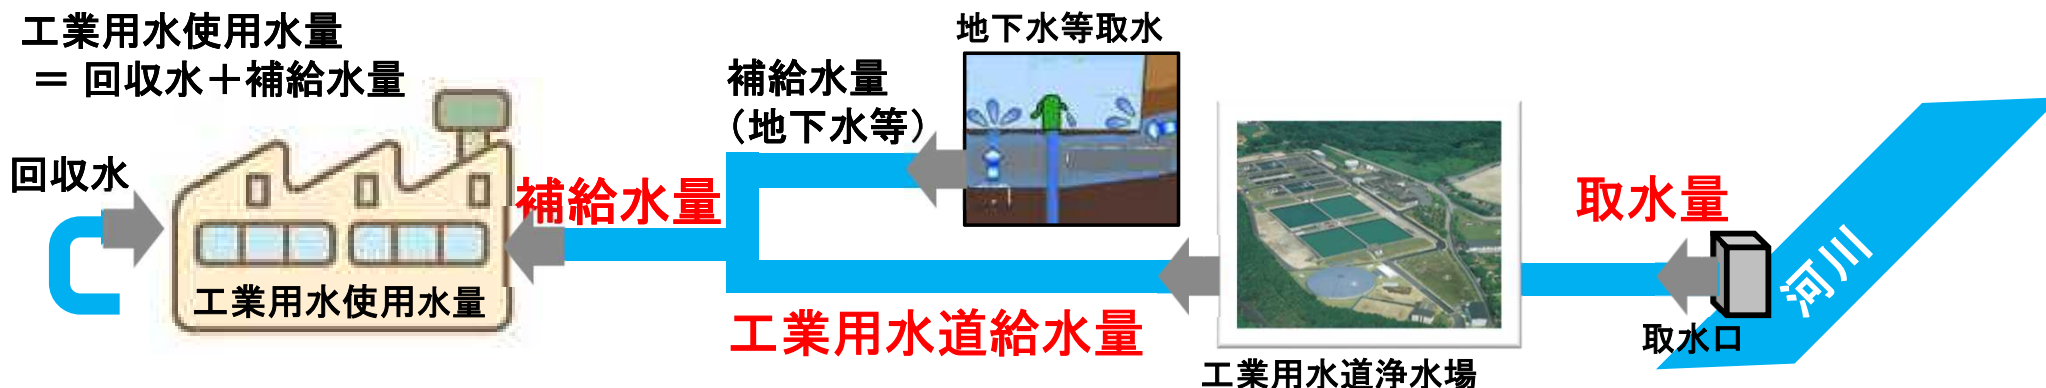 工業用水使用水量
＝ 回収水＋補給水量
回収水
工業用水使用水量
補給水量
補給水量
（地下水等）
地下水等取水
工業用水道給水量
工業用水道浄水場
取水量
取水口
河川